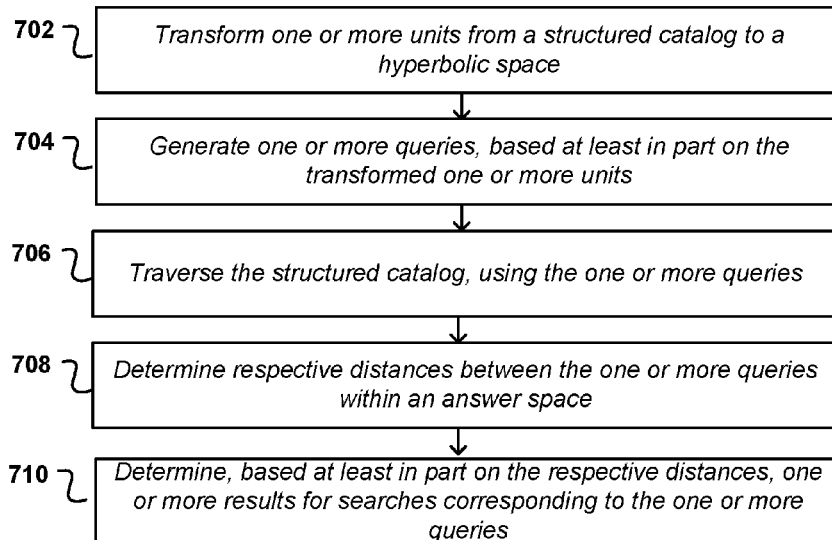 702
Transform one or more units from a structured catalog to a
hyperbolic space
704
Generate one or more queries, based at least in part on the
transformed one or more units
706
Traverse the structured catalog, using the one or more queries
708
Determine respective distances between the one or more queries
within an answer space
710
Determine, based at least in part on the respective distances, one
or more results for searches corresponding to the one or more
queries